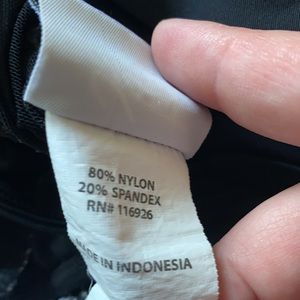 80% NYLON
20% SPANDEX
RN# 116926
MADE IN INDONESIA